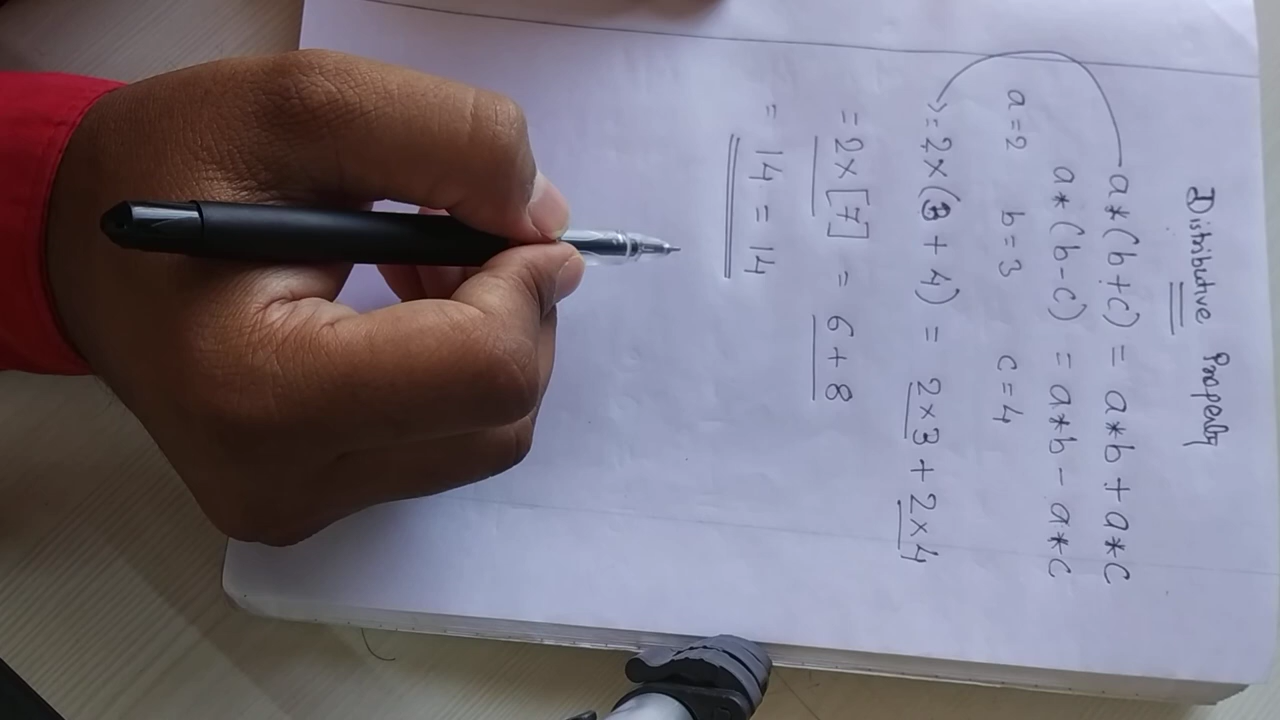 Distributive Property
a*(b+c) = a*b + a*c
a*(b-c) = a*b - a*c
a=2 b=3 c=4
= 2×(3+4) = 2×3 + 2×4
= 2×[7] = 6+8
= 14 = 14